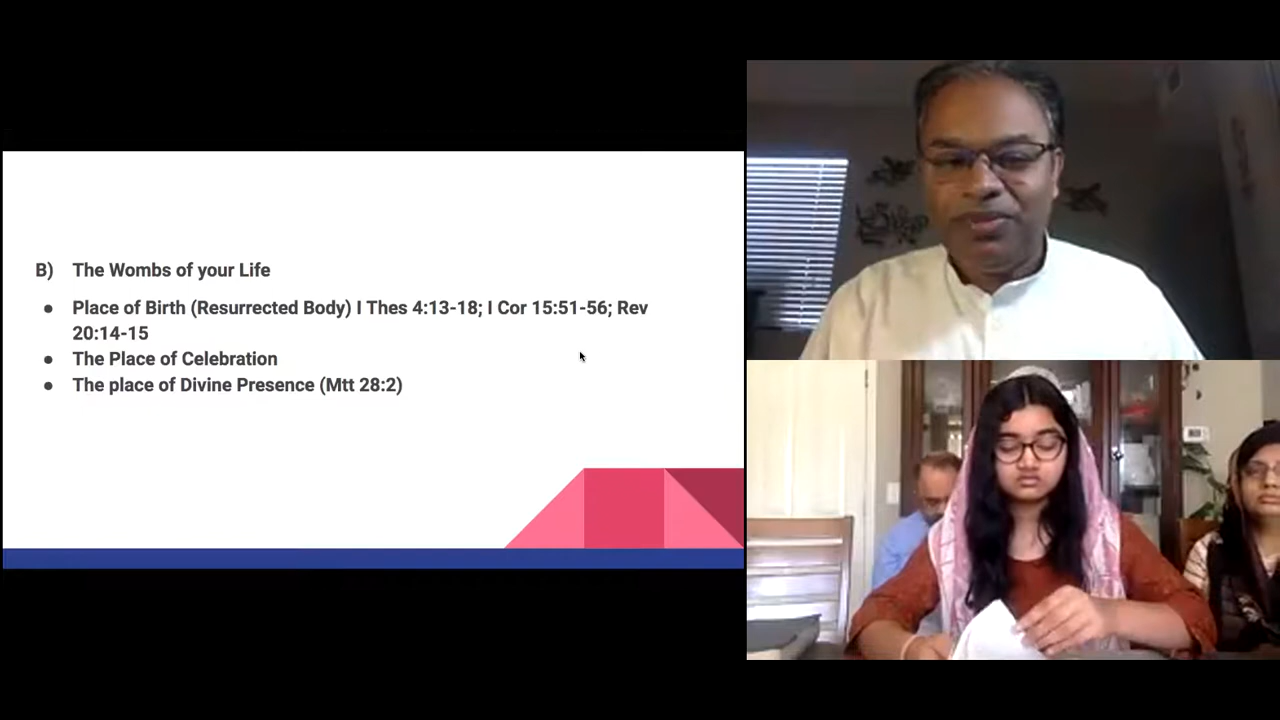 B) The Wombs of your Life
● Place of Birth (Resurrected Body) I Thes 4:13-18; I Cor 15:51-56; Rev
20:14-15
● The Place of Celebration
● The place of Divine Presence (Mtt 28:2)